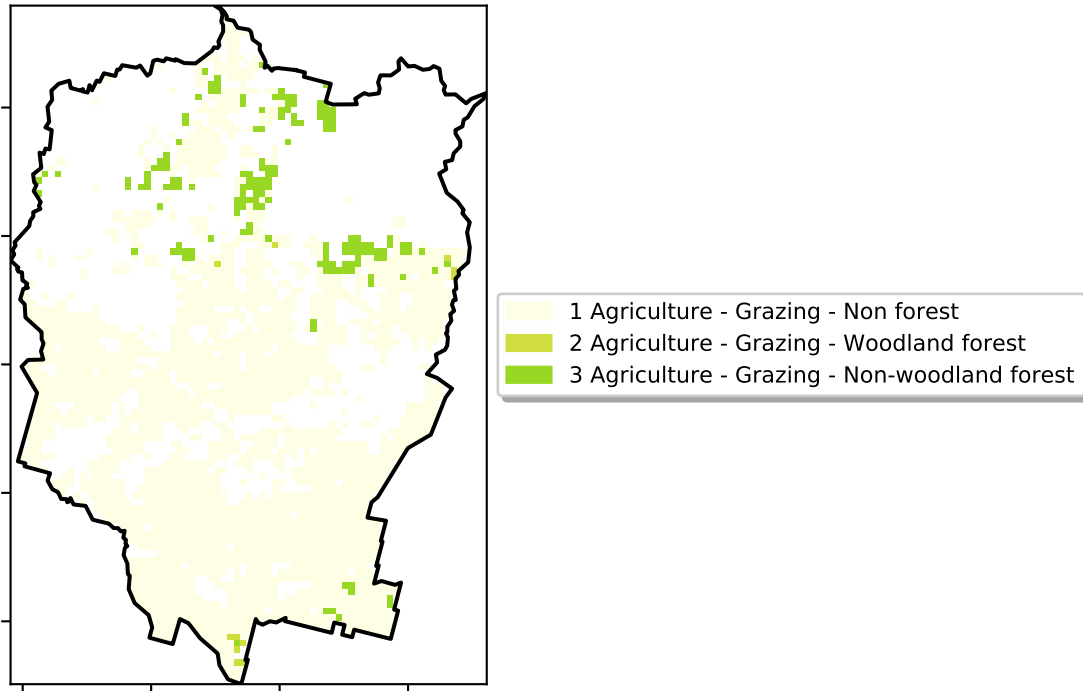 1 Agriculture - Grazing - Non forest
2 Agriculture - Grazing - Woodland forest
3 Agriculture - Grazing - Non-woodland forest